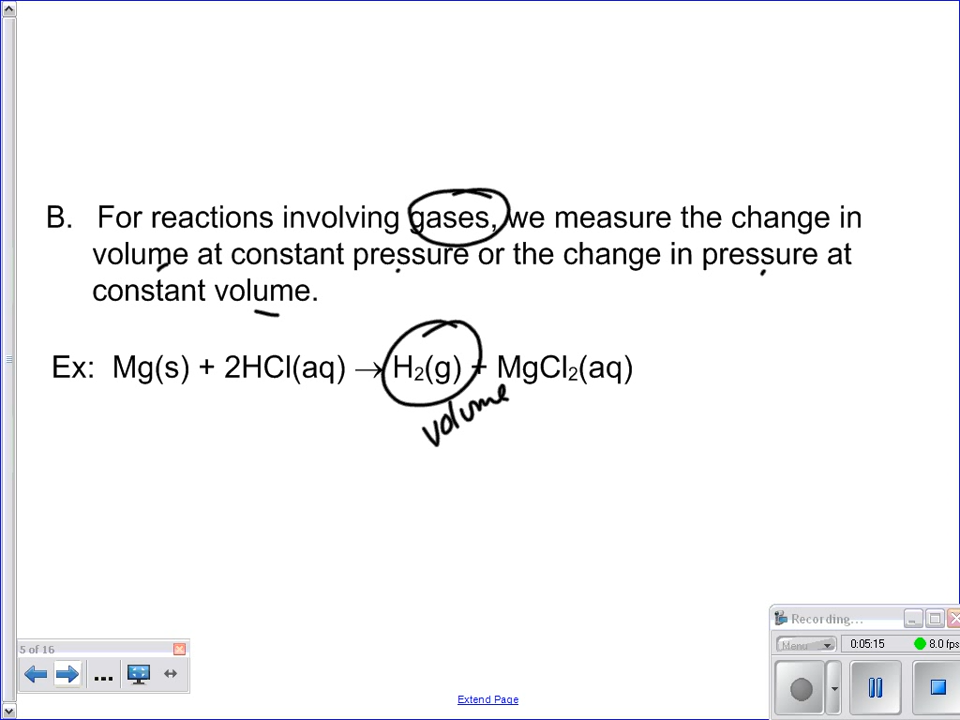 B. For reactions involving gases, we measure the change in
volume at constant pressure or the change in pressure at
constant volume.
Ex: Mg(s) + 2HCl(aq) → H₂(g) + MgCl₂(aq)
volume
Recording...
Menu
0:05:15
8.0 fps
5 of 16
...
Extend Page